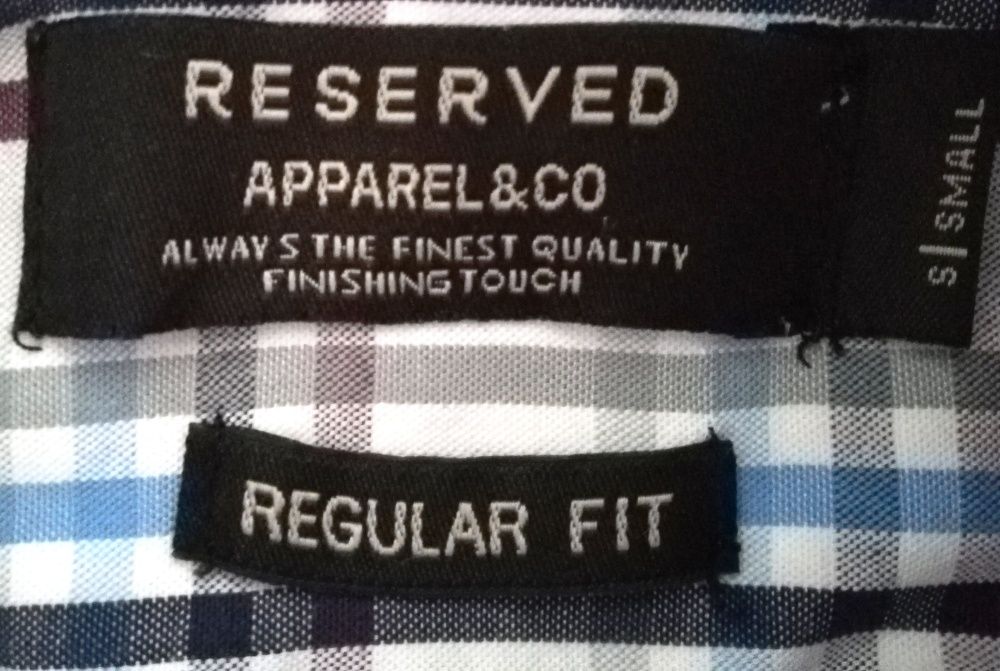 RESERVED
APPAREL&CO
ALWAYS THE FINEST QUALITY
FINISHING TOUCH
S | SMALL
REGULAR FIT